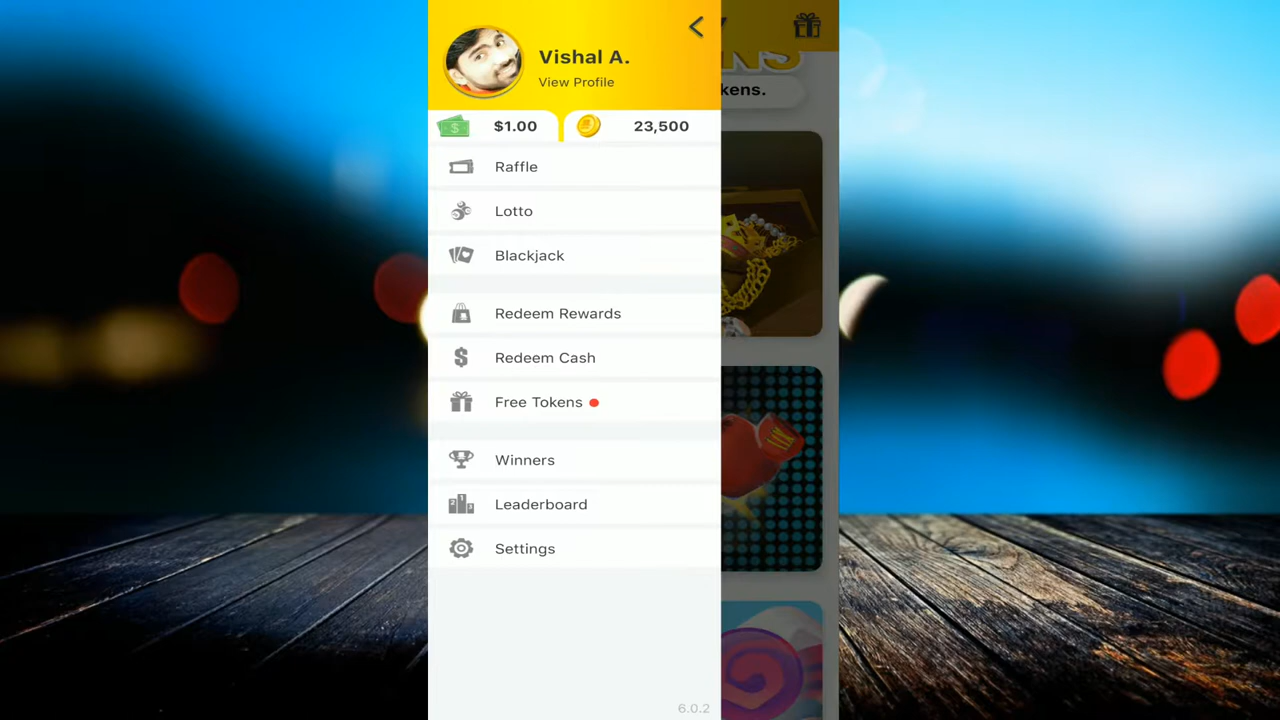 Vishal A.
View Profile
$1.00
23,500
Raffle
Lotto
Blackjack
Redeem Rewards
Redeem Cash
Free Tokens
Winners
Leaderboard
Settings
6.0.2
kens.